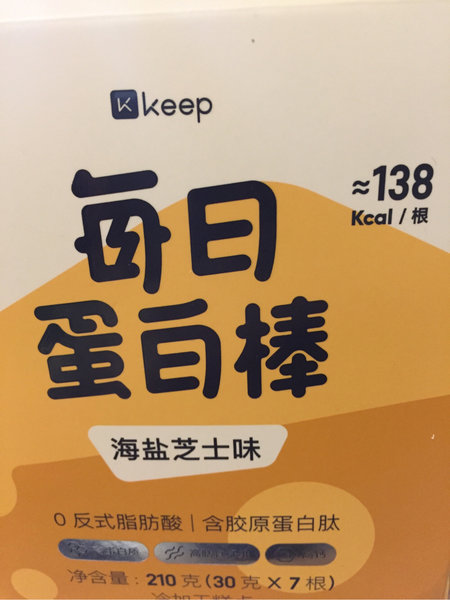 keep
每日
≈138
Kcal / 根
蛋白棒
海盐芝士味
0 反式脂肪酸 | 含胶原蛋白肽
净含量: 210 克 (30 克 × 7 根)